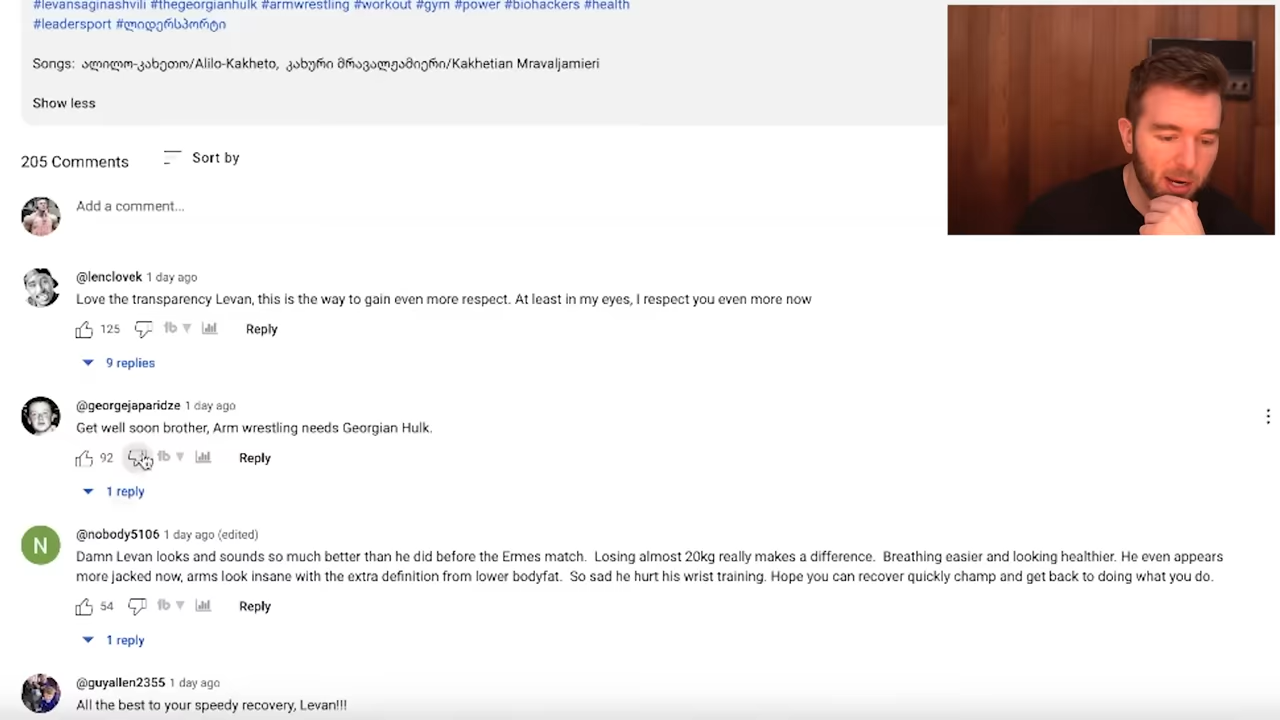 #levansaginashvili #thegeorgianhulk #armwrestling #workout #gym #power #biohackers #health
#leadersport #ლიდერსპორტი
Songs: ალილო-კახეთო/Alilo-Kakheto, კახური მრავალჟამიერი/Kakhetian Mravaljamieri
Show less
205 Comments
Sort by
Add a comment...
@lenclovek 1 day ago
Love the transparency Levan, this is the way to gain even more respect. At least in my eyes, I respect you even more now
125 fb Reply
9 replies
@georgejaparidze 1 day ago
Get well soon brother, Arm wrestling needs Georgian Hulk.
92 fb Reply
1 reply
N
@nobody5106 1 day ago (edited)
Damn Levan looks and sounds so much better than he did before the Ermes match. Losing almost 20kg really makes a difference. Breathing easier and looking healthier. He even appears
more jacked now, arms look insane with the extra definition from lower bodyfat. So sad he hurt his wrist training. Hope you can recover quickly champ and get back to doing what you do.
54 fb Reply
1 reply
@guyallen2355 1 day ago
All the best to your speedy recovery, Levan!!!